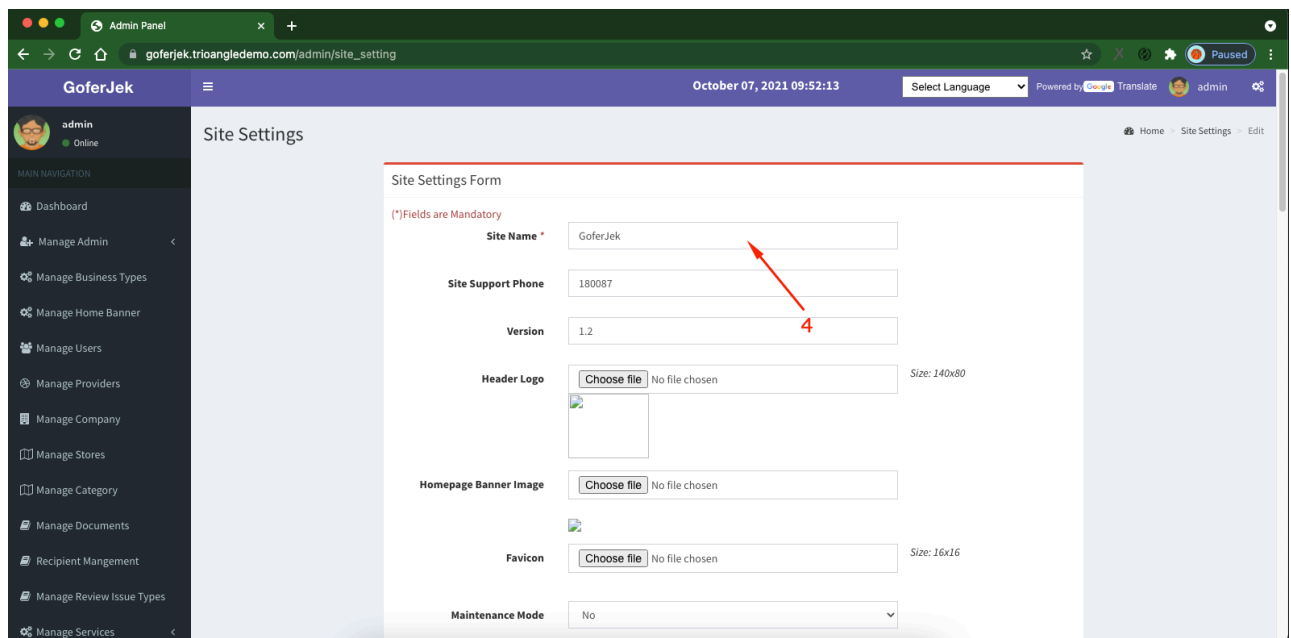 Admin Panel
goferjek.trioangledemo.com/admin/site_setting
Paused
GoferJek
October 07, 2021 09:52:13
Select Language
Powered by Google Translate
admin
admin
Online
Site Settings
Home > Site Settings > Edit
MAIN NAVIGATION
Dashboard
Manage Admin
Manage Business Types
Manage Home Banner
Manage Users
Manage Providers
Manage Company
Manage Stores
Manage Category
Manage Documents
Recipient Mangement
Manage Review Issue Types
Manage Services
Site Settings Form
(*)Fields are Mandatory
Site Name * GoferJek
4
Site Support Phone 180087
Version 1.2
Header Logo Choose file No file chosen Size: 140x80
Homepage Banner Image Choose file No file chosen
Favicon Choose file No file chosen Size: 16x16
Maintenance Mode No